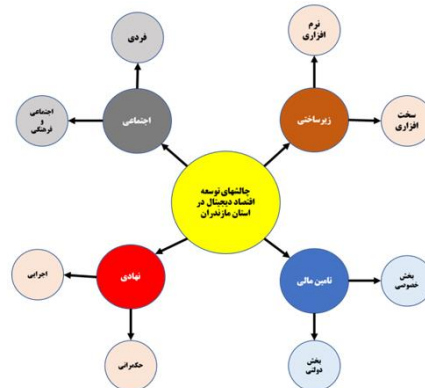 فردی
نرم
افزاری
اجتماعی
و
فرهنگی
اجتماعی
زیرساختی
سخت
افزاری
چالشهای توسعه
اقتصاد دیجیتال در
استان مازندران
اجرایی
نهادی
تامین مالی
بخش
خصوصی
حکمرانی
بخش
دولتی